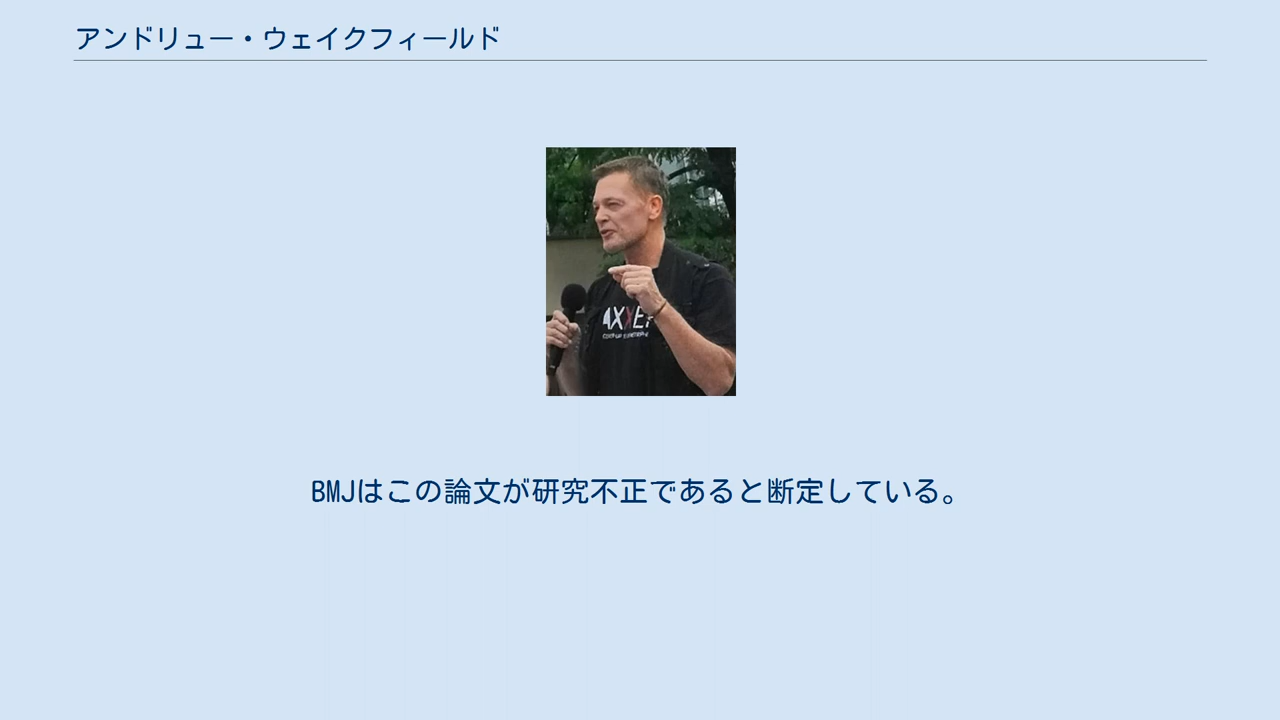 アンドリュー・ウェイクフィールド
AXXE
BMJはこの論文が研究不正であると断定している。